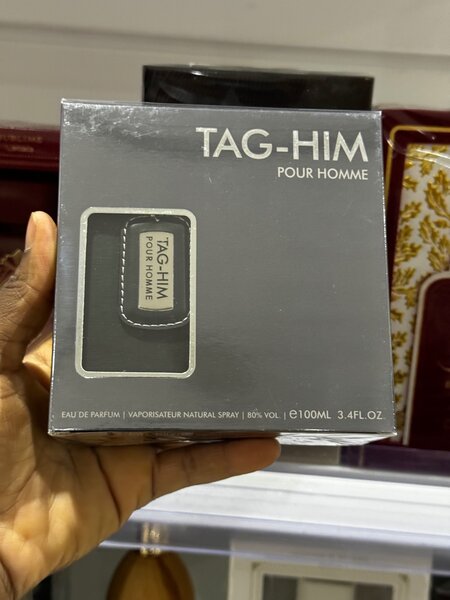 TAG-HIM
POUR HOMME
TAG-HIM
POUR HOMME
EAU DE PARFUM | VAPORISATEUR NATURAL SPRAY | 80% VOL. | ℮100ML 3.4FL.OZ.